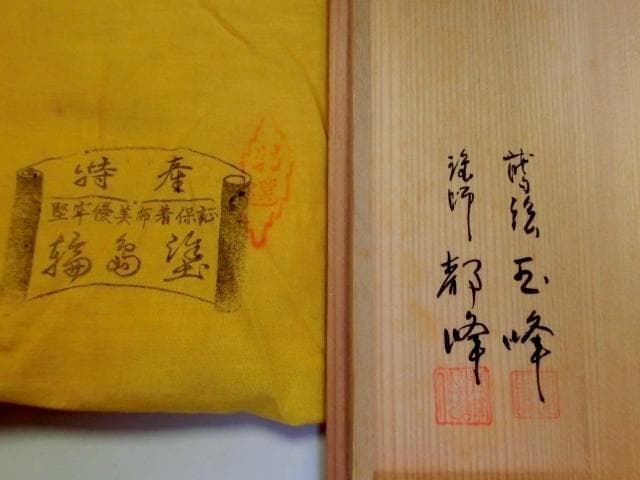 特産
堅牢優美布着保証
輪島塗
蒔絵 玉峰
塗師 都峰